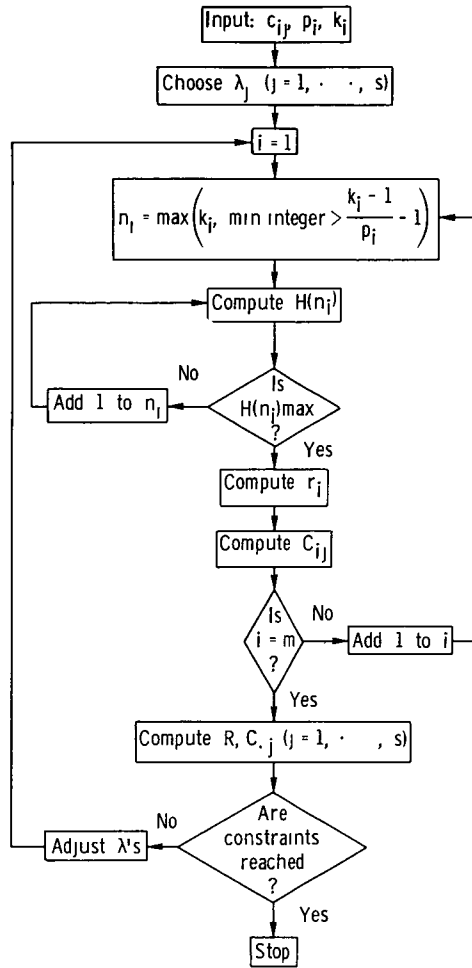 Input: c_ij, p_i, k_i
Choose λ_j (j = 1, · ·, s)
i = 1
n_i = max(k_i, min integer > (k_i − 1)/p_i − 1)
Compute H(n_i)
No
Is
H(n_i)max
?
Add 1 to n_i
Yes
Compute r_i
Compute C_ij
Is
i = m
?
No
Add 1 to i
Yes
Compute R, C._j (j = 1, · , s)
No
Are
constraints
reached
?
Adjust λ's
Yes
Stop